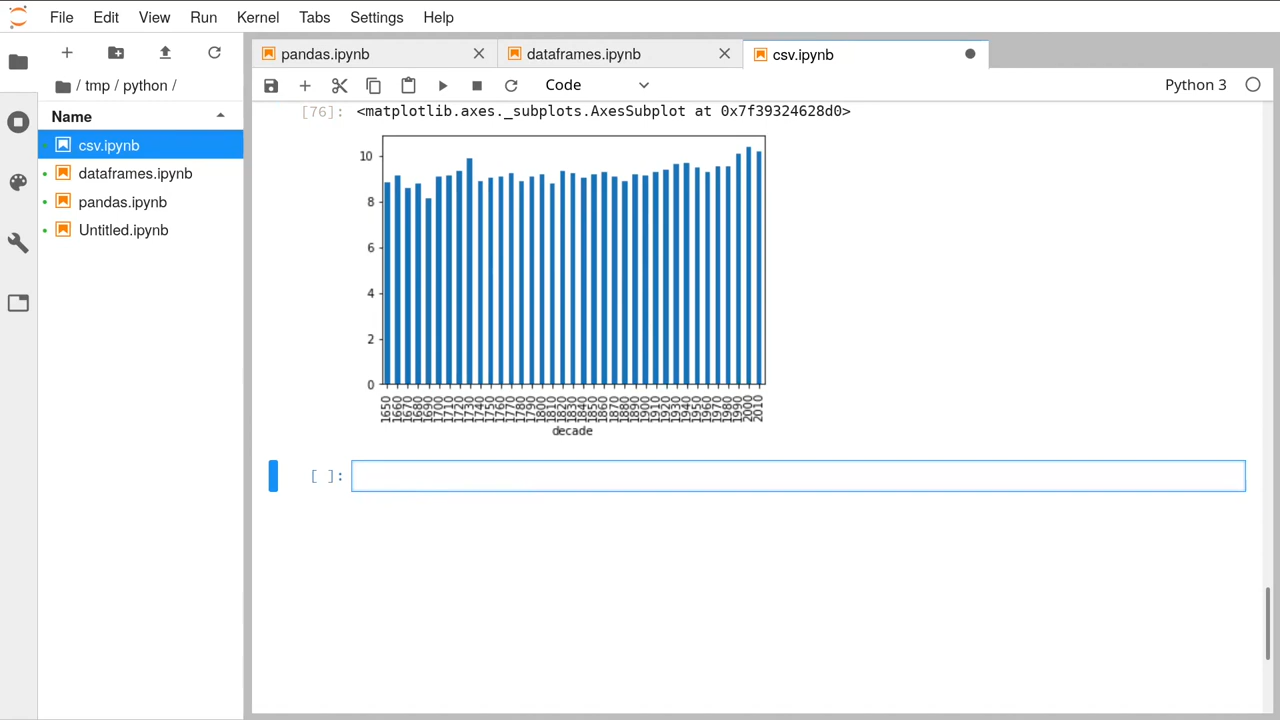 File Edit View Run Kernel Tabs Settings Help
/ tmp / python /
Name
csv.ipynb
dataframes.ipynb
pandas.ipynb
Untitled.ipynb
pandas.ipynb dataframes.ipynb csv.ipynb
Code Python 3
[76]: <matplotlib.axes._subplots.AxesSubplot at 0x7f39324628d0>
10
8
6
4
2
0
1650 1660 1670 1680 1690 1700 1710 1720 1730 1740 1750 1760 1770 1780 1790 1800 1810 1820 1830 1840 1850 1860 1870 1880 1890 1900 1910 1920 1930 1940 1950 1960 1970 1980 1990 2000 2010
decade
[ ]: